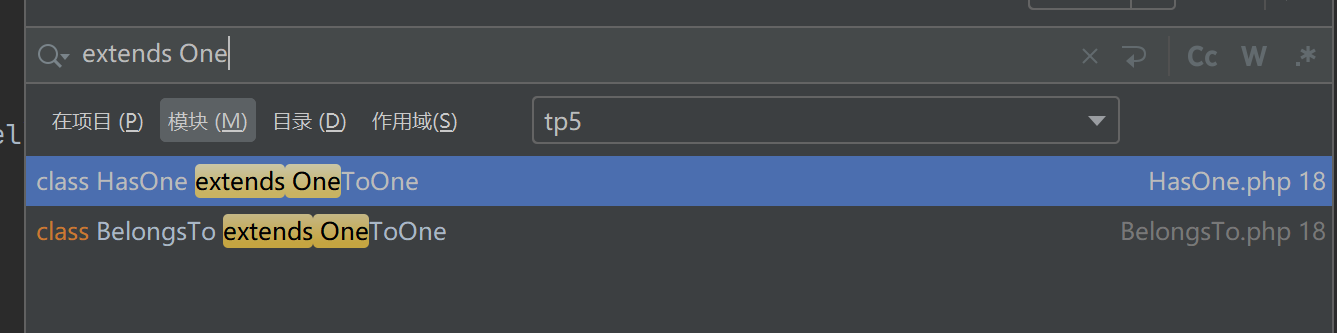 extends One
Cc W .*
在项目 (P) 模块 (M) 目录 (D) 作用域(S) tp5
el
class HasOne extends OneToOne HasOne.php 18
class BelongsTo extends OneToOne BelongsTo.php 18